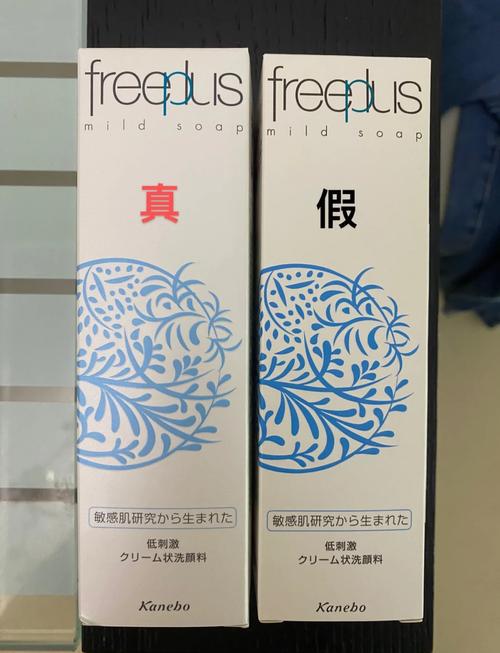 freeplus
mild soap
真
敏感肌研究から生まれた
低刺激
クリーム状洗顔料
Kanebo
freeplus
mild soap
假
敏感肌研究から生まれた
低刺激
クリーム状洗顔料
Kanebo